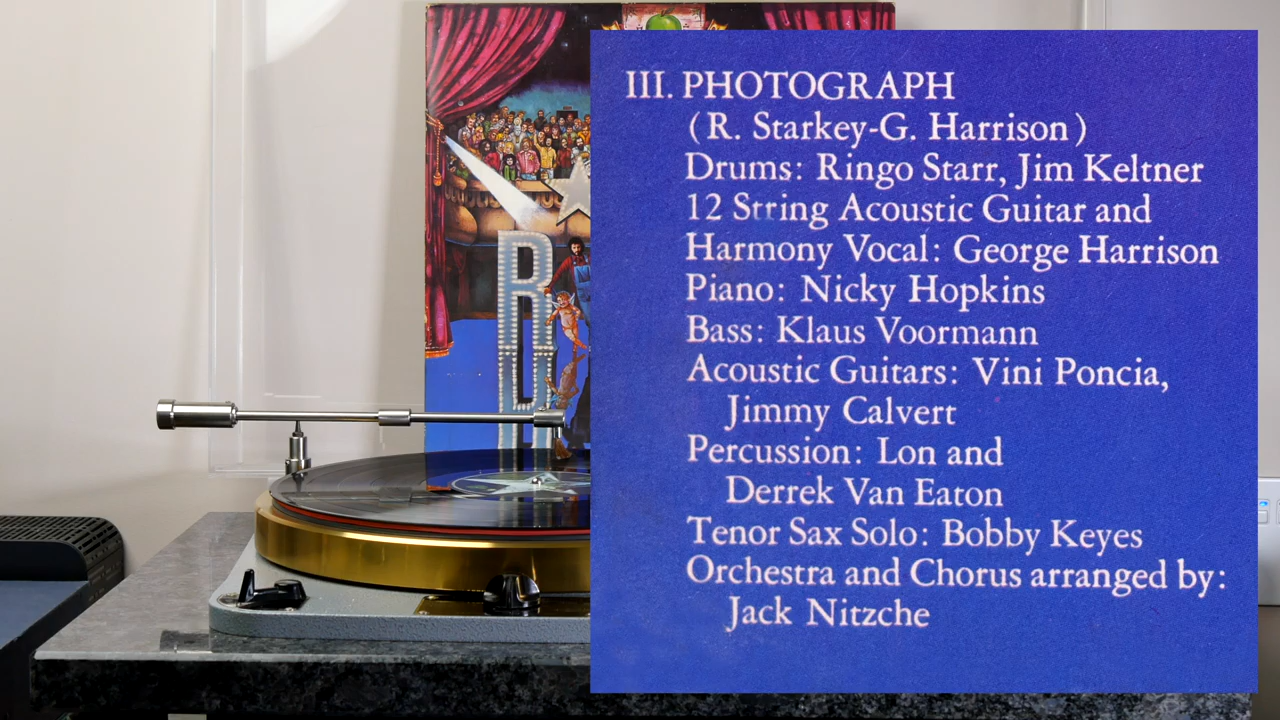 III. PHOTOGRAPH
(R. Starkey-G. Harrison)
Drums: Ringo Starr, Jim Keltner
12 String Acoustic Guitar and
Harmony Vocal: George Harrison
Piano: Nicky Hopkins
Bass: Klaus Voormann
Acoustic Guitars: Vini Poncia,
Jimmy Calvert
Percussion: Lon and
Derrek Van Eaton
Tenor Sax Solo: Bobby Keyes
Orchestra and Chorus arranged by:
Jack Nitzche
R